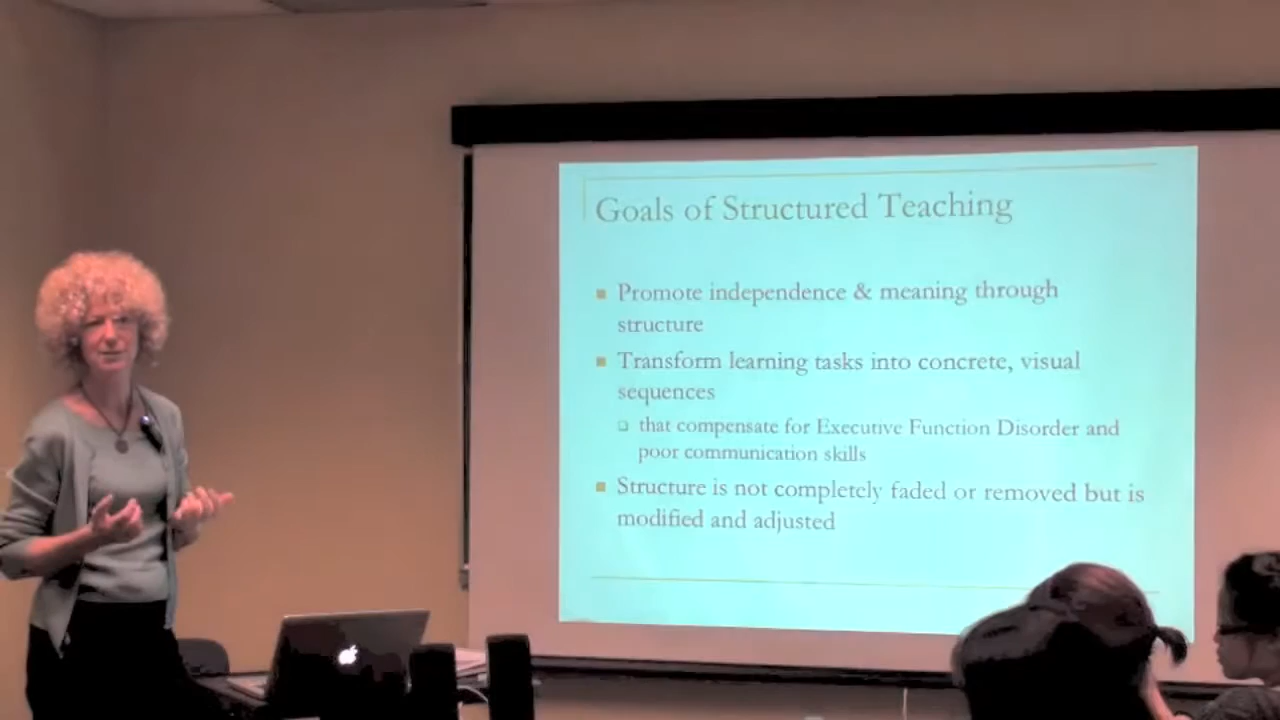 Goals of Structured Teaching
Promote independence & meaning through
structure
Transform learning tasks into concrete, visual
sequences
that compensate for Executive Function Disorder and
poor communication skills
Structure is not completely faded or removed but is
modified and adjusted